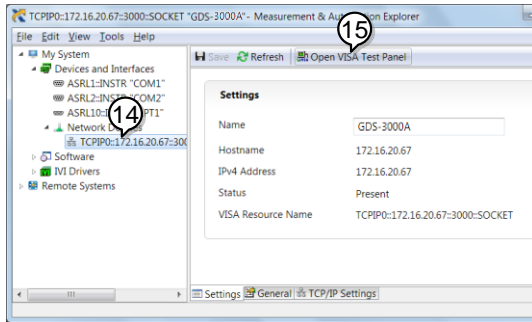 TCPIP0::172.16.20.67::3000::SOCKET "GDS-3000A" - Measurement & Automation Explorer
File Edit View Tools Help
My System
Devices and Interfaces
ASRL1::INSTR "COM1"
ASRL2::INSTR "COM2"
ASRL10::
14
Network
TCPIP0::172.16.20.67::300
Software
IVI Drivers
Remote Systems
15
Save Refresh Open VISA Test Panel
Settings
Name GDS-3000A
Hostname 172.16.20.67
IPv4 Address 172.16.20.67
Status Present
VISA Resource Name TCPIP0::172.16.20.67::3000::SOCKET
Settings General TCP/IP Settings